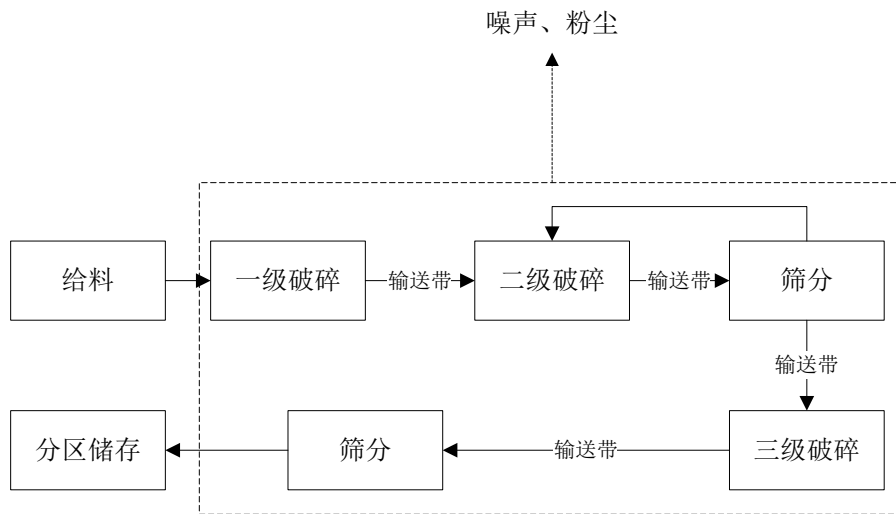 噪声、粉尘
给料
一级破碎
输送带
二级破碎
输送带
筛分
输送带
分区储存
筛分
输送带
三级破碎